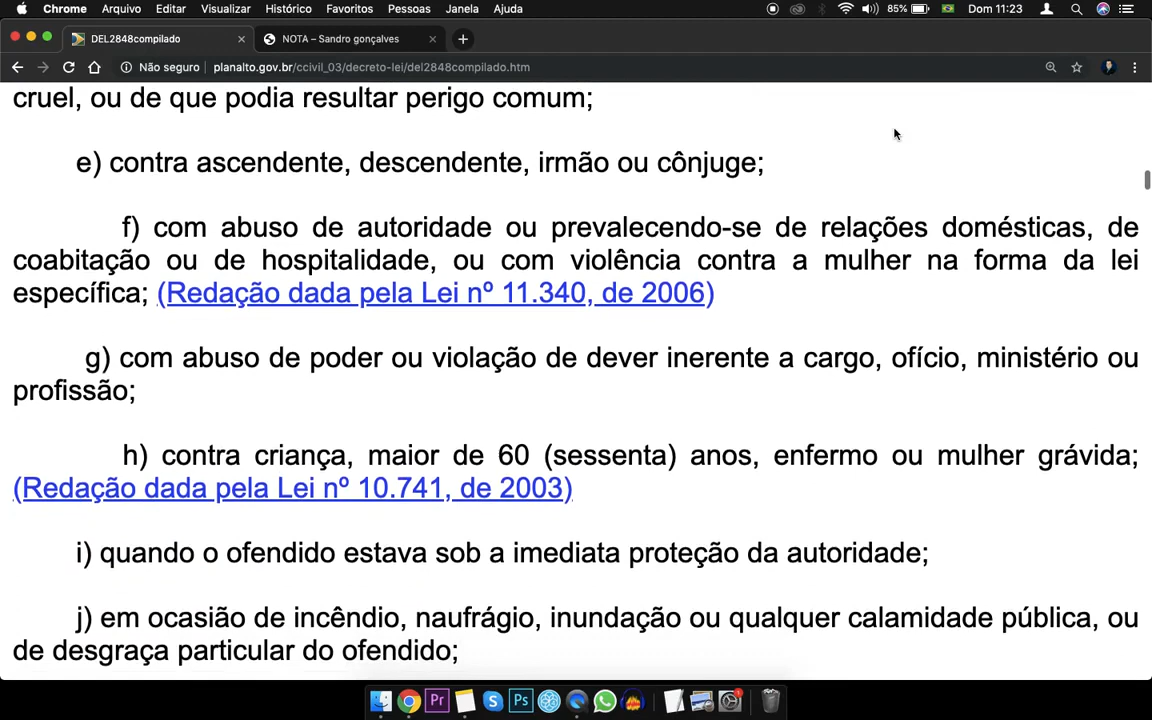 Chrome Arquivo Editar Visualizar Histórico Favoritos Pessoas Janela Ajuda 85% Dom 11:23
DEL2848compilado NOTA – Sandro gonçalves
Não seguro planalto.gov.br/ccivil_03/decreto-lei/del2848compilado.htm
cruel, ou de que podia resultar perigo comum;
e) contra ascendente, descendente, irmão ou cônjuge;
f) com abuso de autoridade ou prevalecendo-se de relações domésticas, de
coabitação ou de hospitalidade, ou com violência contra a mulher na forma da lei
específica; (Redação dada pela Lei nº 11.340, de 2006)
g) com abuso de poder ou violação de dever inerente a cargo, ofício, ministério ou
profissão;
h) contra criança, maior de 60 (sessenta) anos, enfermo ou mulher grávida;
(Redação dada pela Lei nº 10.741, de 2003)
i) quando o ofendido estava sob a imediata proteção da autoridade;
j) em ocasião de incêndio, naufrágio, inundação ou qualquer calamidade pública, ou
de desgraça particular do ofendido;
Pr S Ps